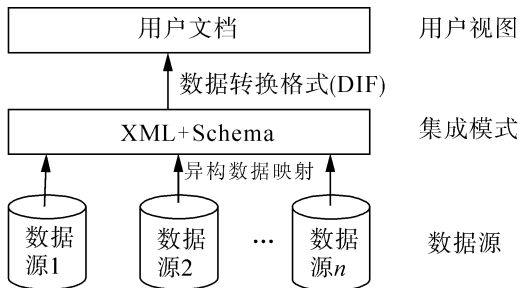 用户文档 用户视图
数据转换格式(DIF)
XML+Schema 集成模式
异构数据映射
数据 数据 ··· 数据 数据源
源1 源2 源n